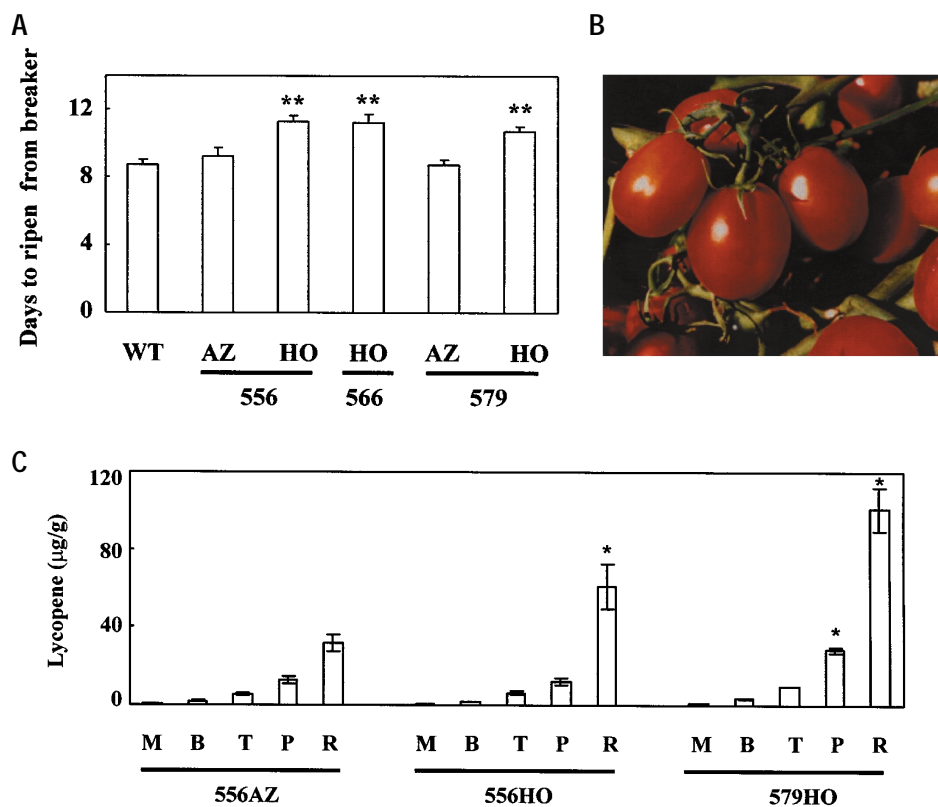 A
Days to ripen from breaker
12
8
4
0
** ** **
WT AZ HO HO AZ HO
556 566 579
B
C
Lycopene (µg/g)
120
80
40
0
* * *
M B T P R M B T P R M B T P R
556AZ 556HO 579HO